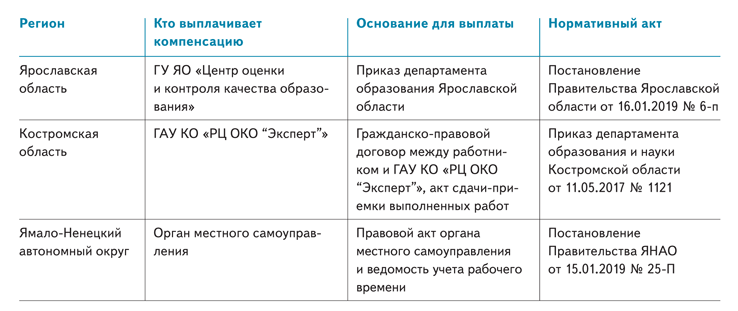 Регион
Кто выплачивает
компенсацию
Основание для выплаты
Нормативный акт
Ярославская
область
ГУ ЯО «Центр оценки
и контроля качества образо-
вания»
Приказ департамента
образования Ярославской
области
Постановление
Правительства Ярославской
области от 16.01.2019 № 6-п
Костромская
область
ГАУ КО «РЦ ОКО “Эксперт”»
Гражданско-правовой
договор между работни-
ком и ГАУ КО «РЦ ОКО
“Эксперт”», акт сдачи-при-
емки выполненных работ
Приказ департамента
образования и науки
Костромской области
от 11.05.2017 № 1121
Ямало-Ненецкий
автономный округ
Орган местного самоуправ-
ления
Правовой акт органа
местного самоуправления
и ведомость учета рабочего
времени
Постановление
Правительства ЯНАО
от 15.01.2019 № 25-П